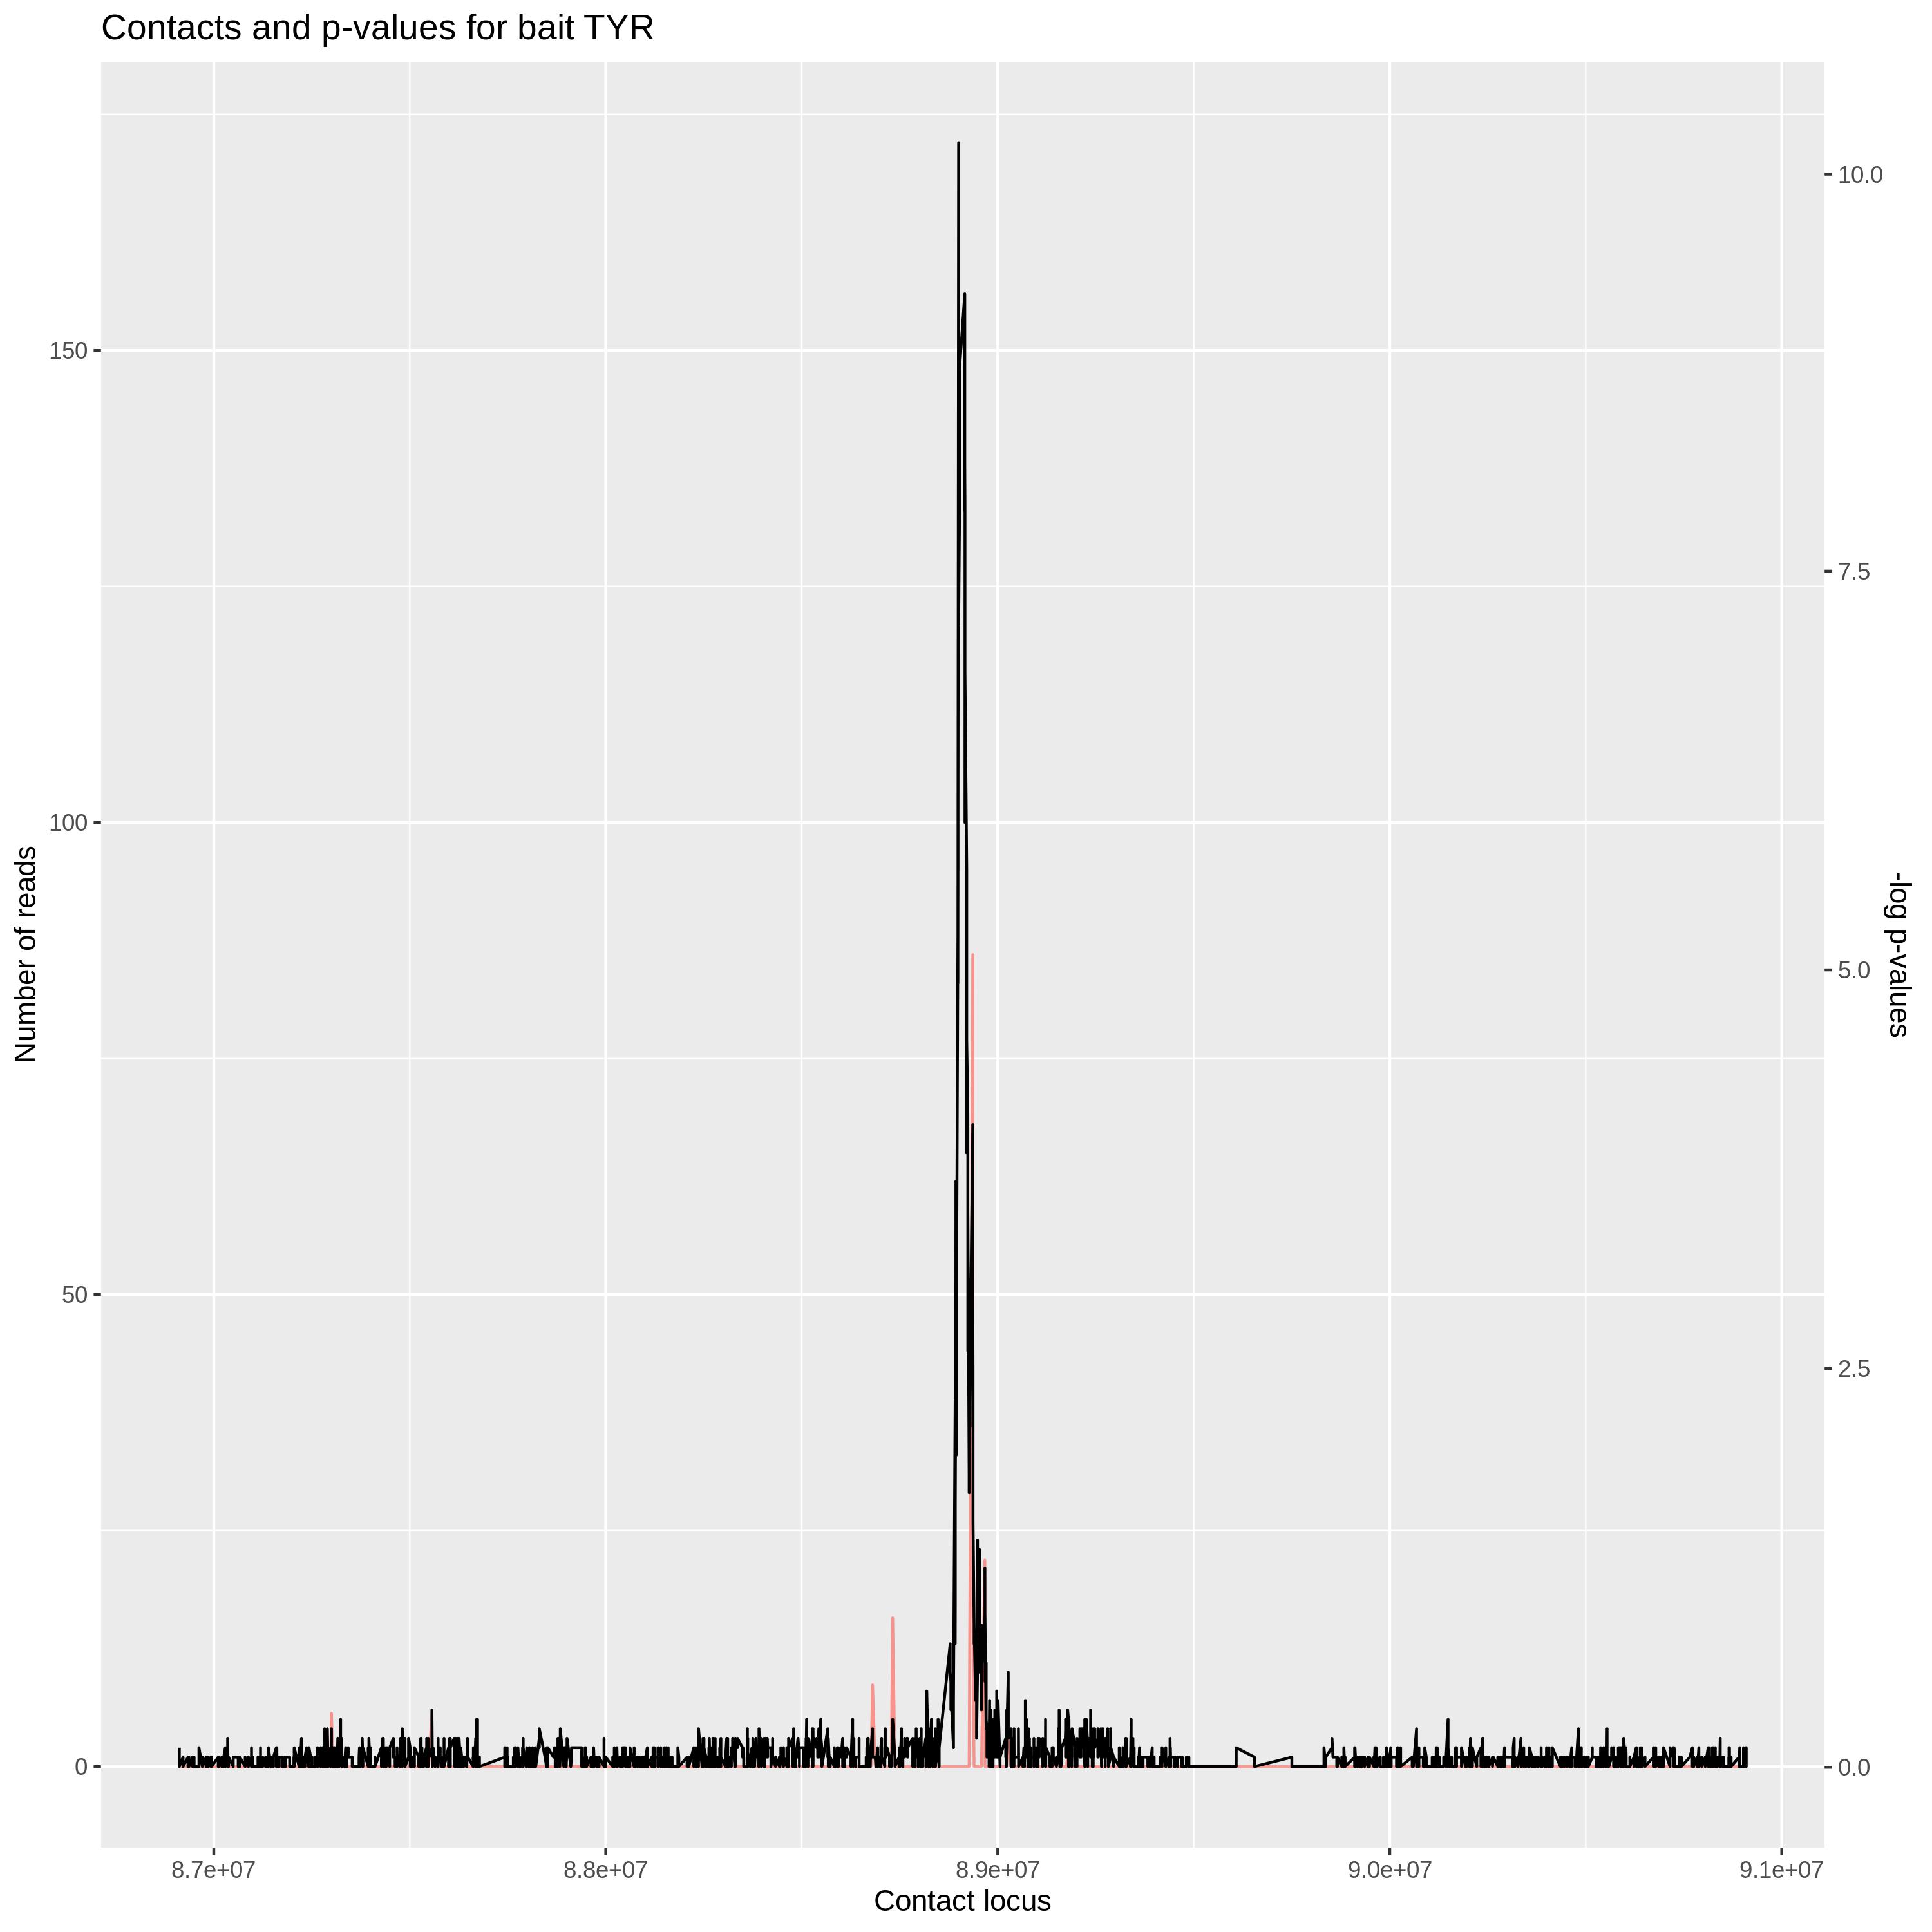 Contacts and p-values for bait TYR
Number of reads
150
100
50
0
10.0
7.5
5.0
2.5
0.0
-log p-values
8.7e+07
8.8e+07
8.9e+07
9.0e+07
9.1e+07
Contact locus